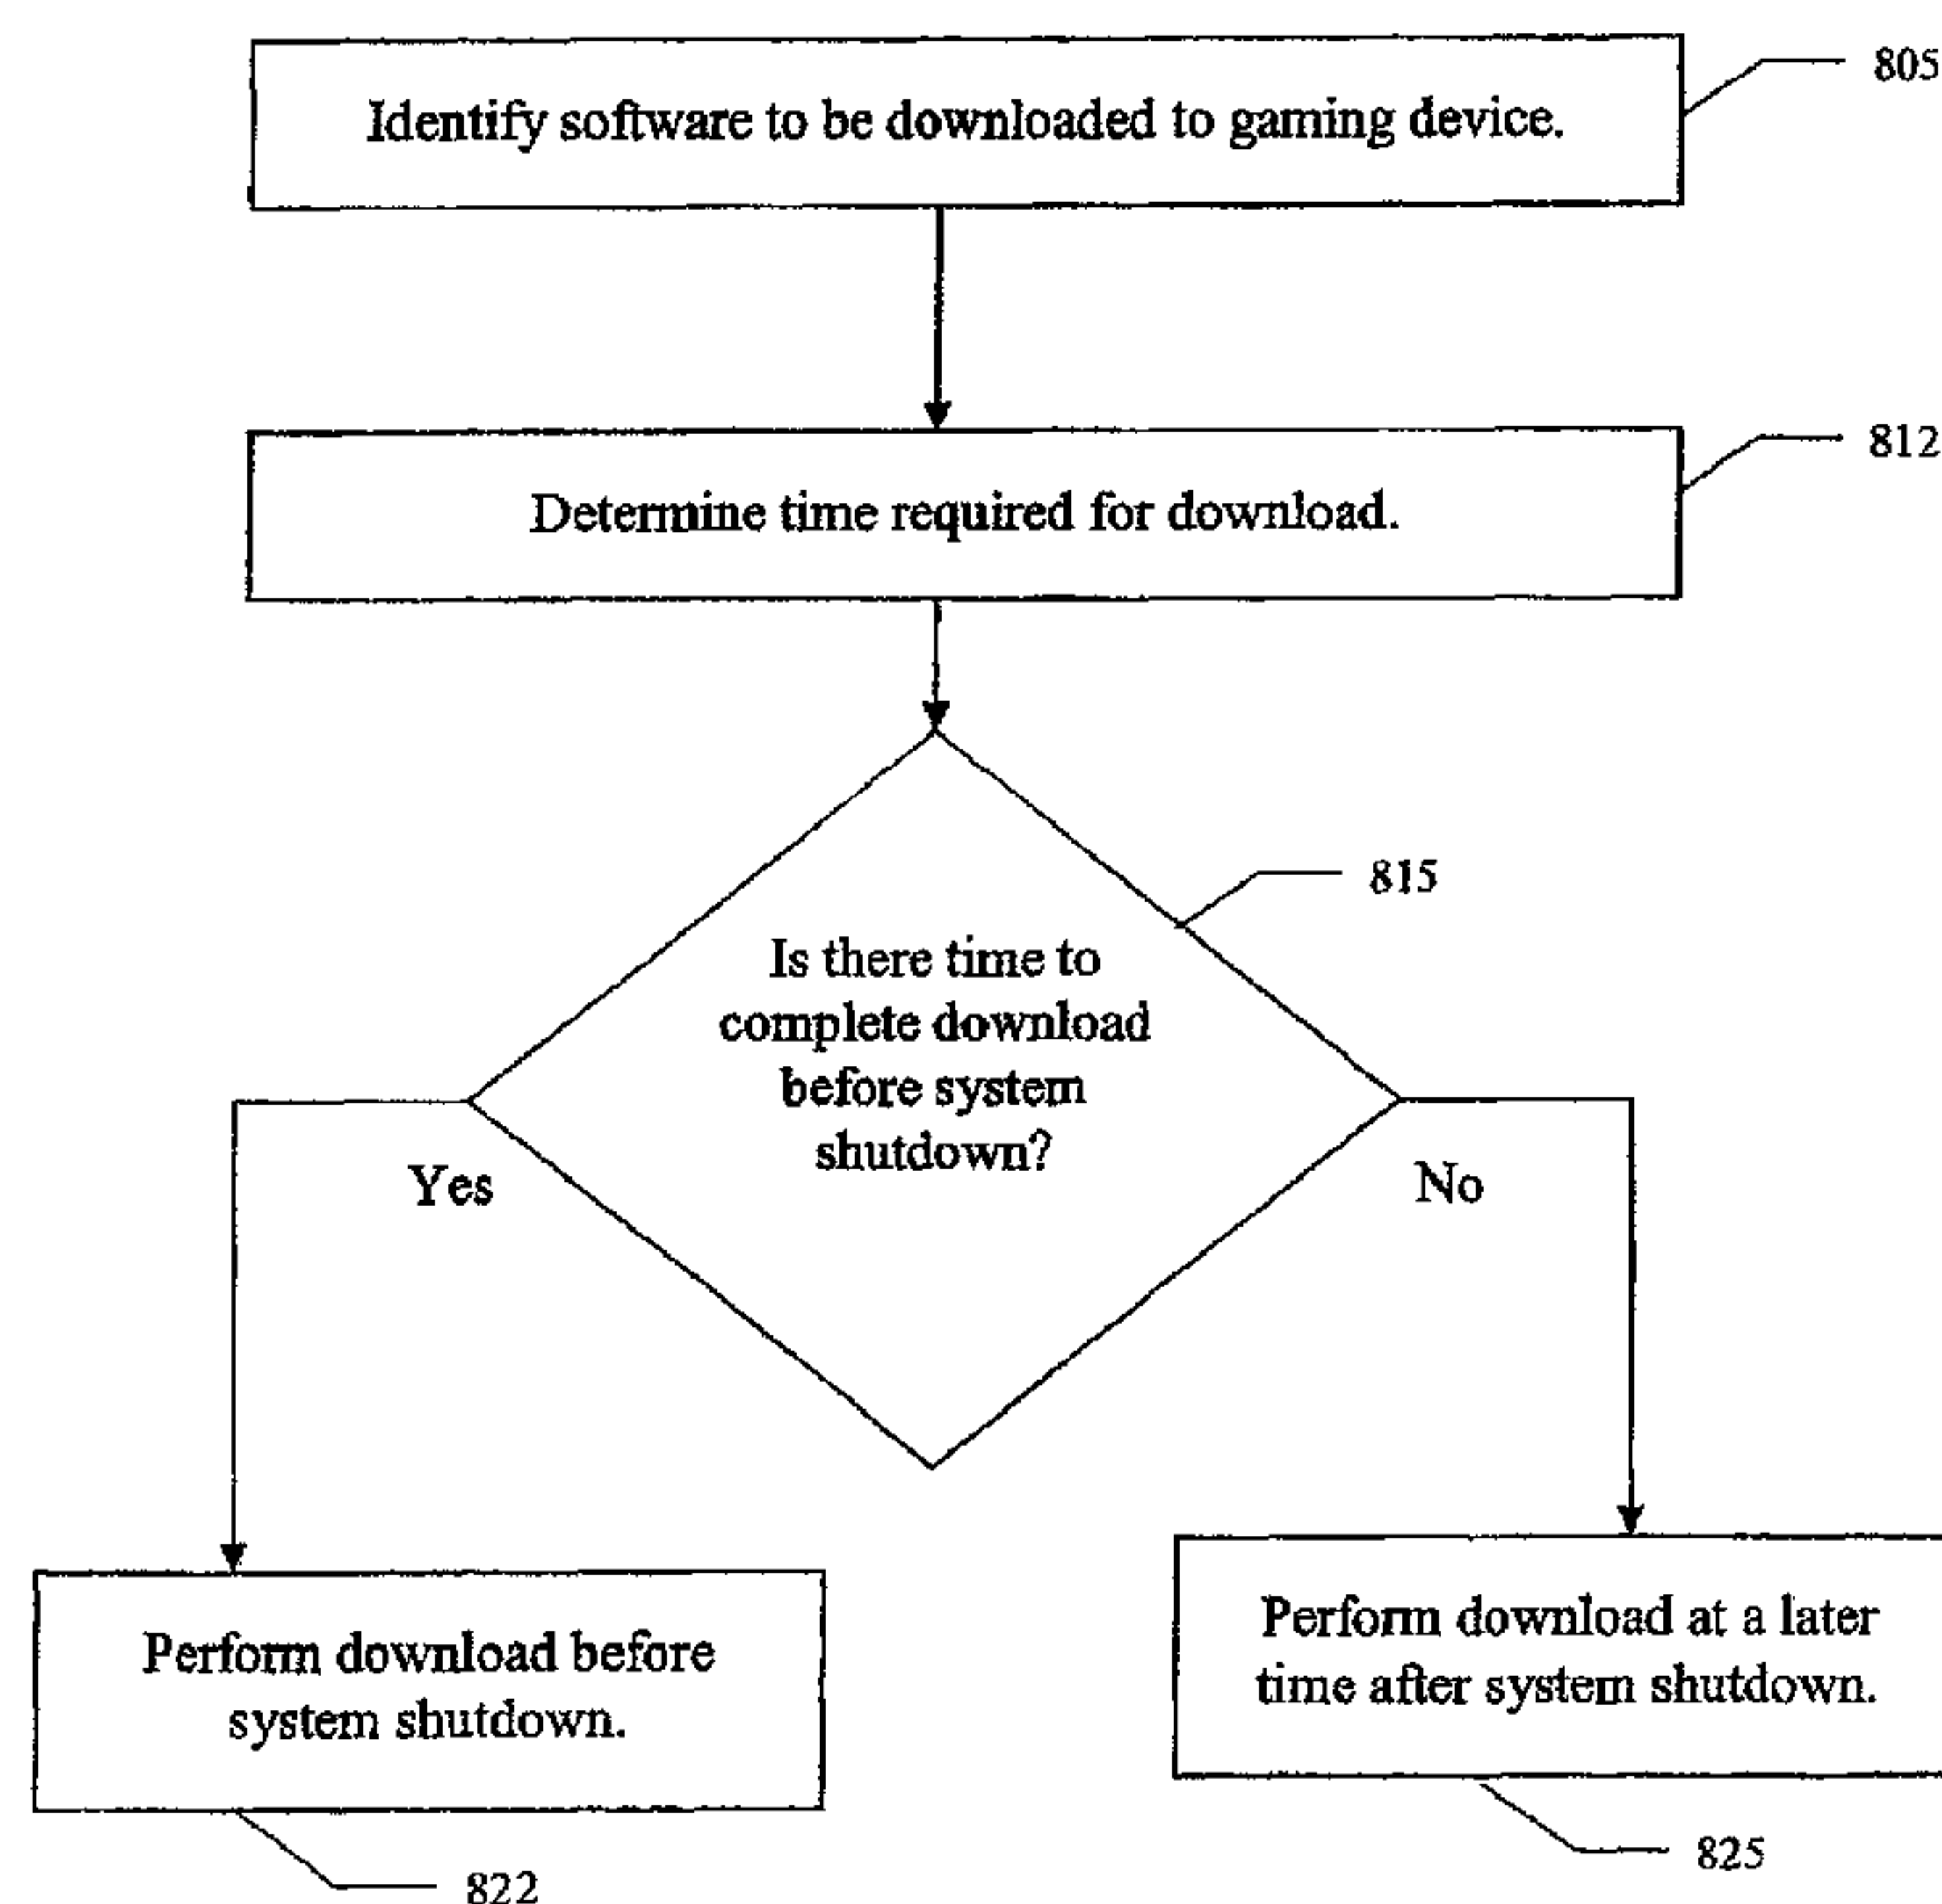 Identify software to be downloaded to gaming device.
805
Determine time required for download.
812
815
Is there time to
complete download
before system
shutdown?
Yes
No
Perform download before
system shutdown.
822
Perform download at a later
time after system shutdown.
825